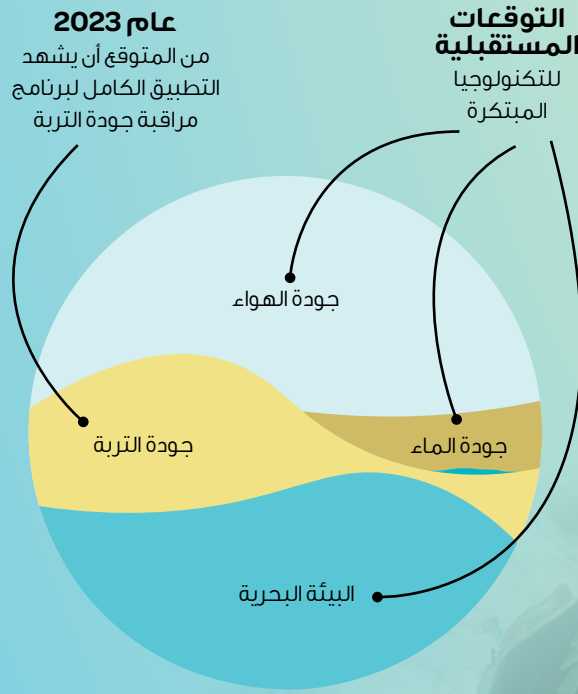 التوقعات
المستقبلية
للتكنولوجيا
المبتكرة
عام 2023
من المتوقع أن يشهد
التطبيق الكامل لبرنامج
مراقبة جودة التربة
جودة الهواء
جودة الماء
جودة التربة
البيئة البحرية